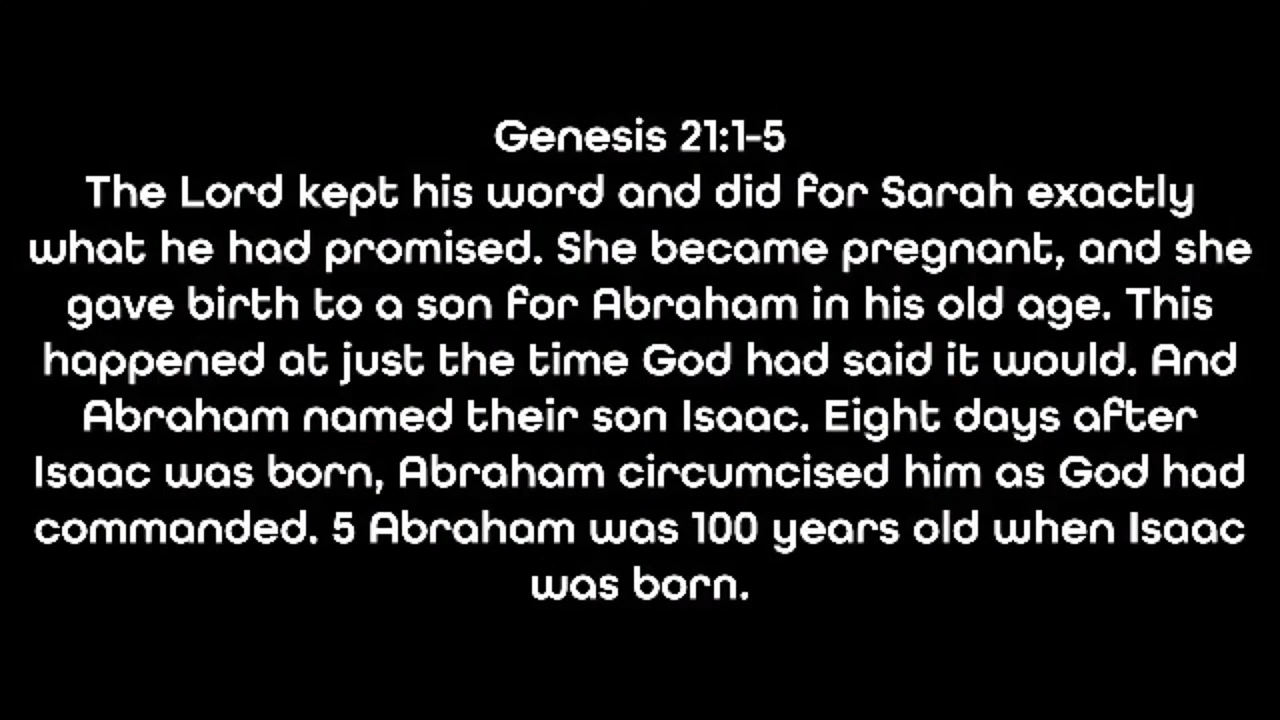 Genesis 21:1-5
The Lord kept his word and did for Sarah exactly
what he had promised. She became pregnant, and she
gave birth to a son for Abraham in his old age. This
happened at just the time God had said it would. And
Abraham named their son Isaac. Eight days after
Isaac was born, Abraham circumcised him as God had
commanded. 5 Abraham was 100 years old when Isaac
was born.